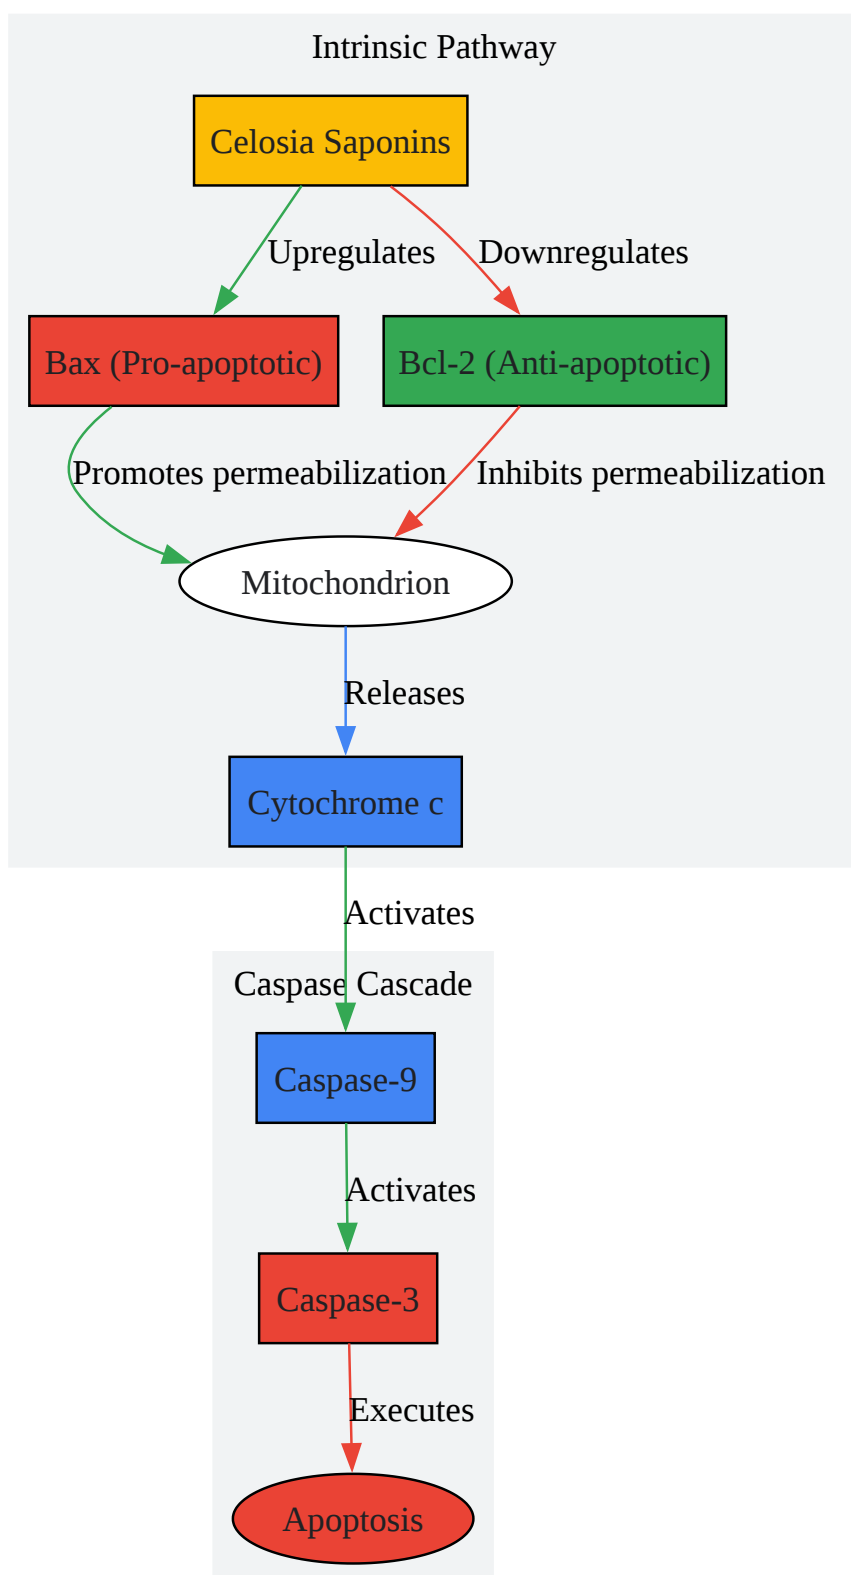 Intrinsic Pathway
Celosia Saponins
Upregulates
Downregulates
Bax (Pro-apoptotic)
Bcl-2 (Anti-apoptotic)
Promotes permeabilization
Inhibits permeabilization
Mitochondrion
Releases
Cytochrome c
Activates
Caspase Cascade
Caspase-9
Activates
Caspase-3
Executes
Apoptosis